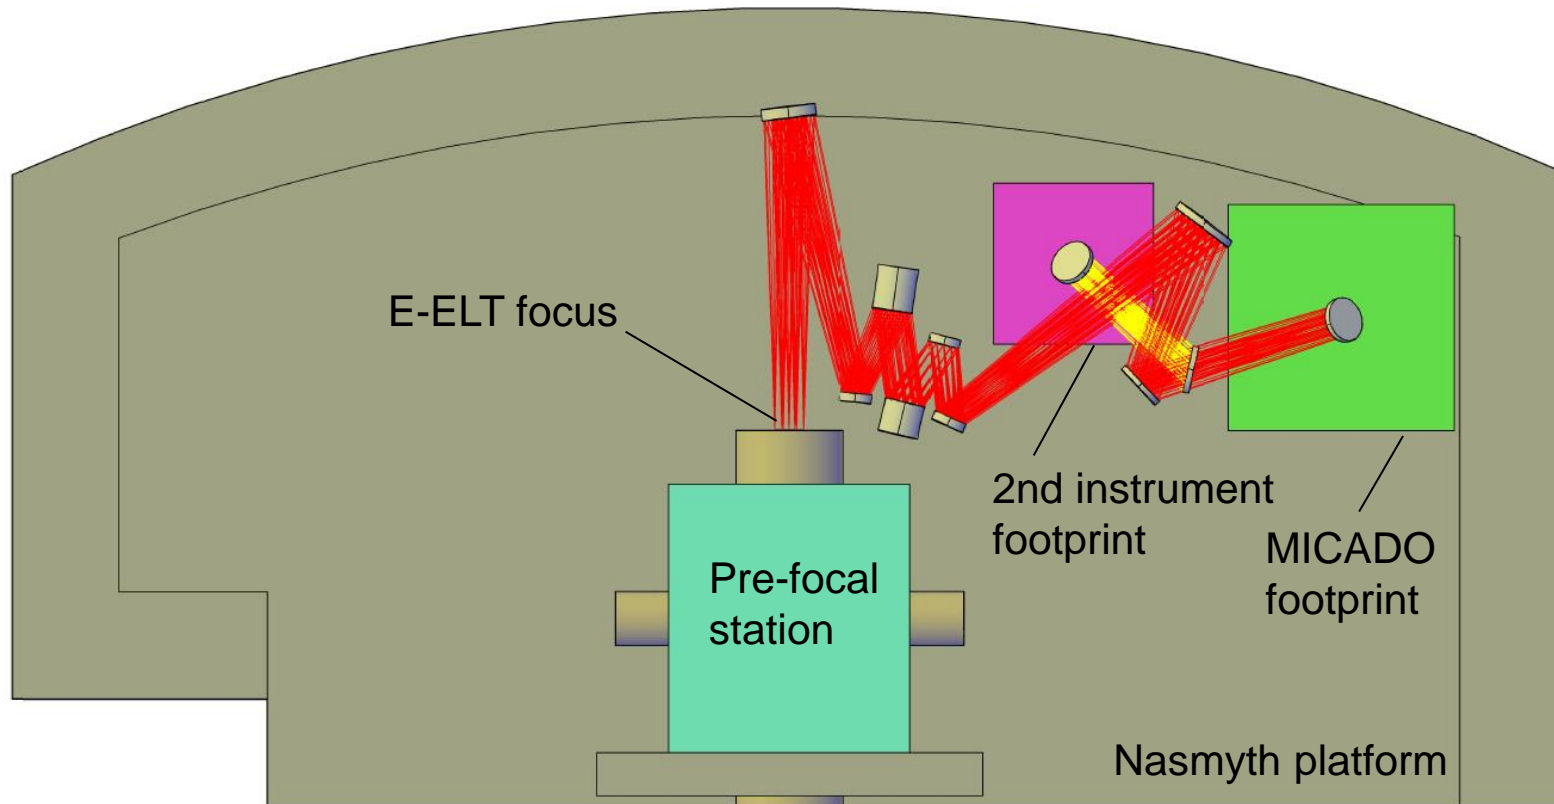 E-ELT focus
2nd instrument
footprint
MICADO
footprint
Pre-focal
station
Nasmyth platform